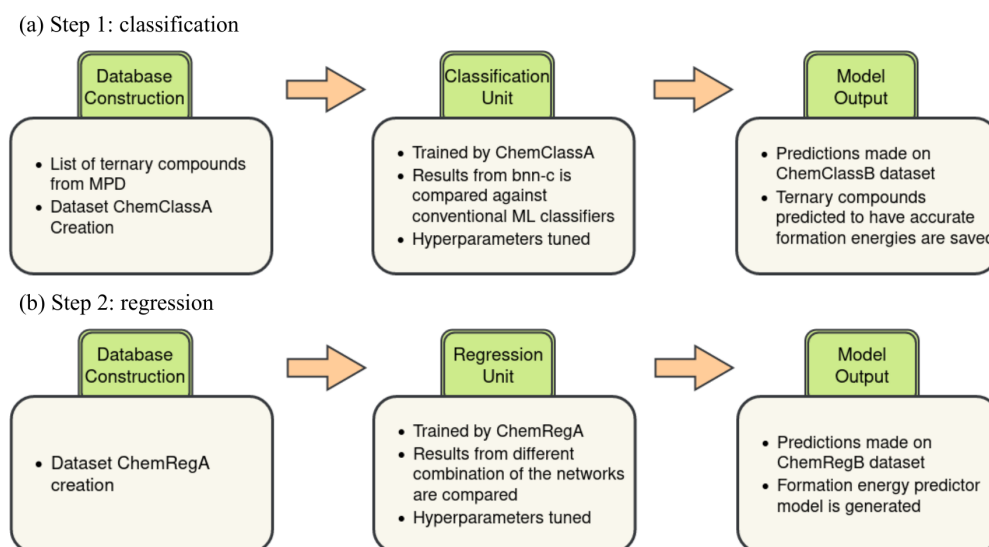 (a) Step 1: classification
Database
Construction
• List of ternary compounds
from MPD
• Dataset ChemClassA
Creation
Classification
Unit
• Trained by ChemClassA
• Results from bnn-c is
compared against
conventional ML classifiers
• Hyperparameters tuned
Model
Output
• Predictions made on
ChemClassB dataset
• Ternary compounds
predicted to have accurate
formation energies are saved
(b) Step 2: regression
Database
Construction
• Dataset ChemRegA
creation
Regression
Unit
• Trained by ChemRegA
• Results from different
combination of the networks
are compared
• Hyperparameters tuned
Model
Output
• Predictions made on
ChemRegB dataset
• Formation energy predictor
model is generated